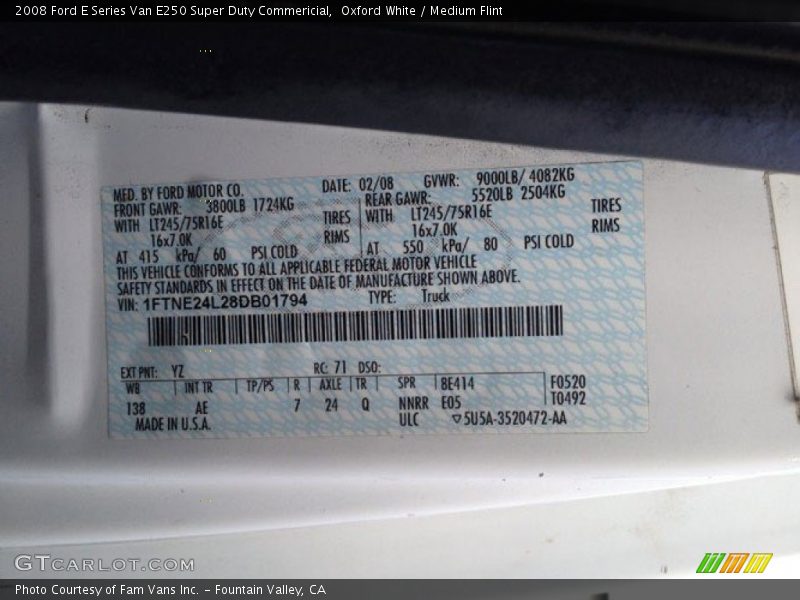 2008 Ford E Series Van E250 Super Duty Commericial,  Oxford White / Medium Flint
MFD. BY FORD MOTOR CO. DATE: 02/08 GVWR: 9000LB/ 4082KG
FRONT GAWR: 3800LB 1724KG REAR GAWR: 5520LB 2504KG
WITH LT245/75R16E TIRES WITH LT245/75R16E TIRES
16x7.0K RIMS 16x7.0K RIMS
AT 415 kPa/ 60 PSI COLD AT 550 kPa/ 80 PSI COLD
THIS VEHICLE CONFORMS TO ALL APPLICABLE FEDERAL MOTOR VEHICLE
SAFETY STANDARDS IN EFFECT ON THE DATE OF MANUFACTURE SHOWN ABOVE.
VIN: 1FTNE24L28DB01794 TYPE: Truck
EXT PNT: YZ RC: 71 DSO:
WB INT TR TP/PS R AXLE TR SPR 8E414 F0520
138 AE 7 24 Q NNRR E05 T0492
MADE IN U.S.A. ULC ▽5U5A-3520472-AA
GTCARLOT.COM
Photo Courtesy of Fam Vans Inc. - Fountain Valley, CA